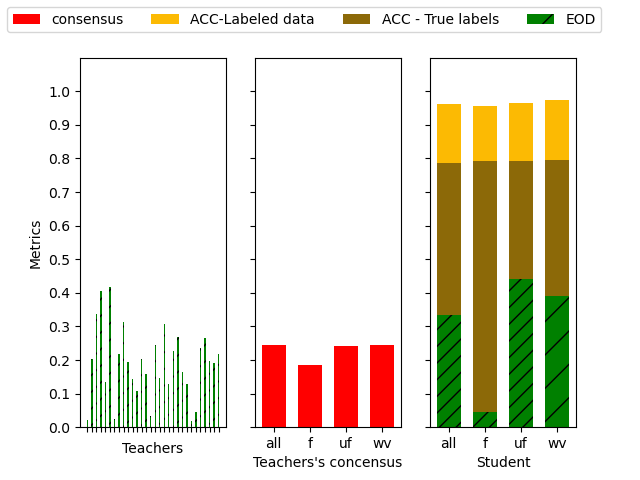 consensus ACC-Labeled data ACC - True labels EOD
Metrics
1.0
0.9
0.8
0.7
0.6
0.5
0.4
0.3
0.2
0.1
0.0
all f uf wv all f uf wv
Teachers Teachers's concensus Student